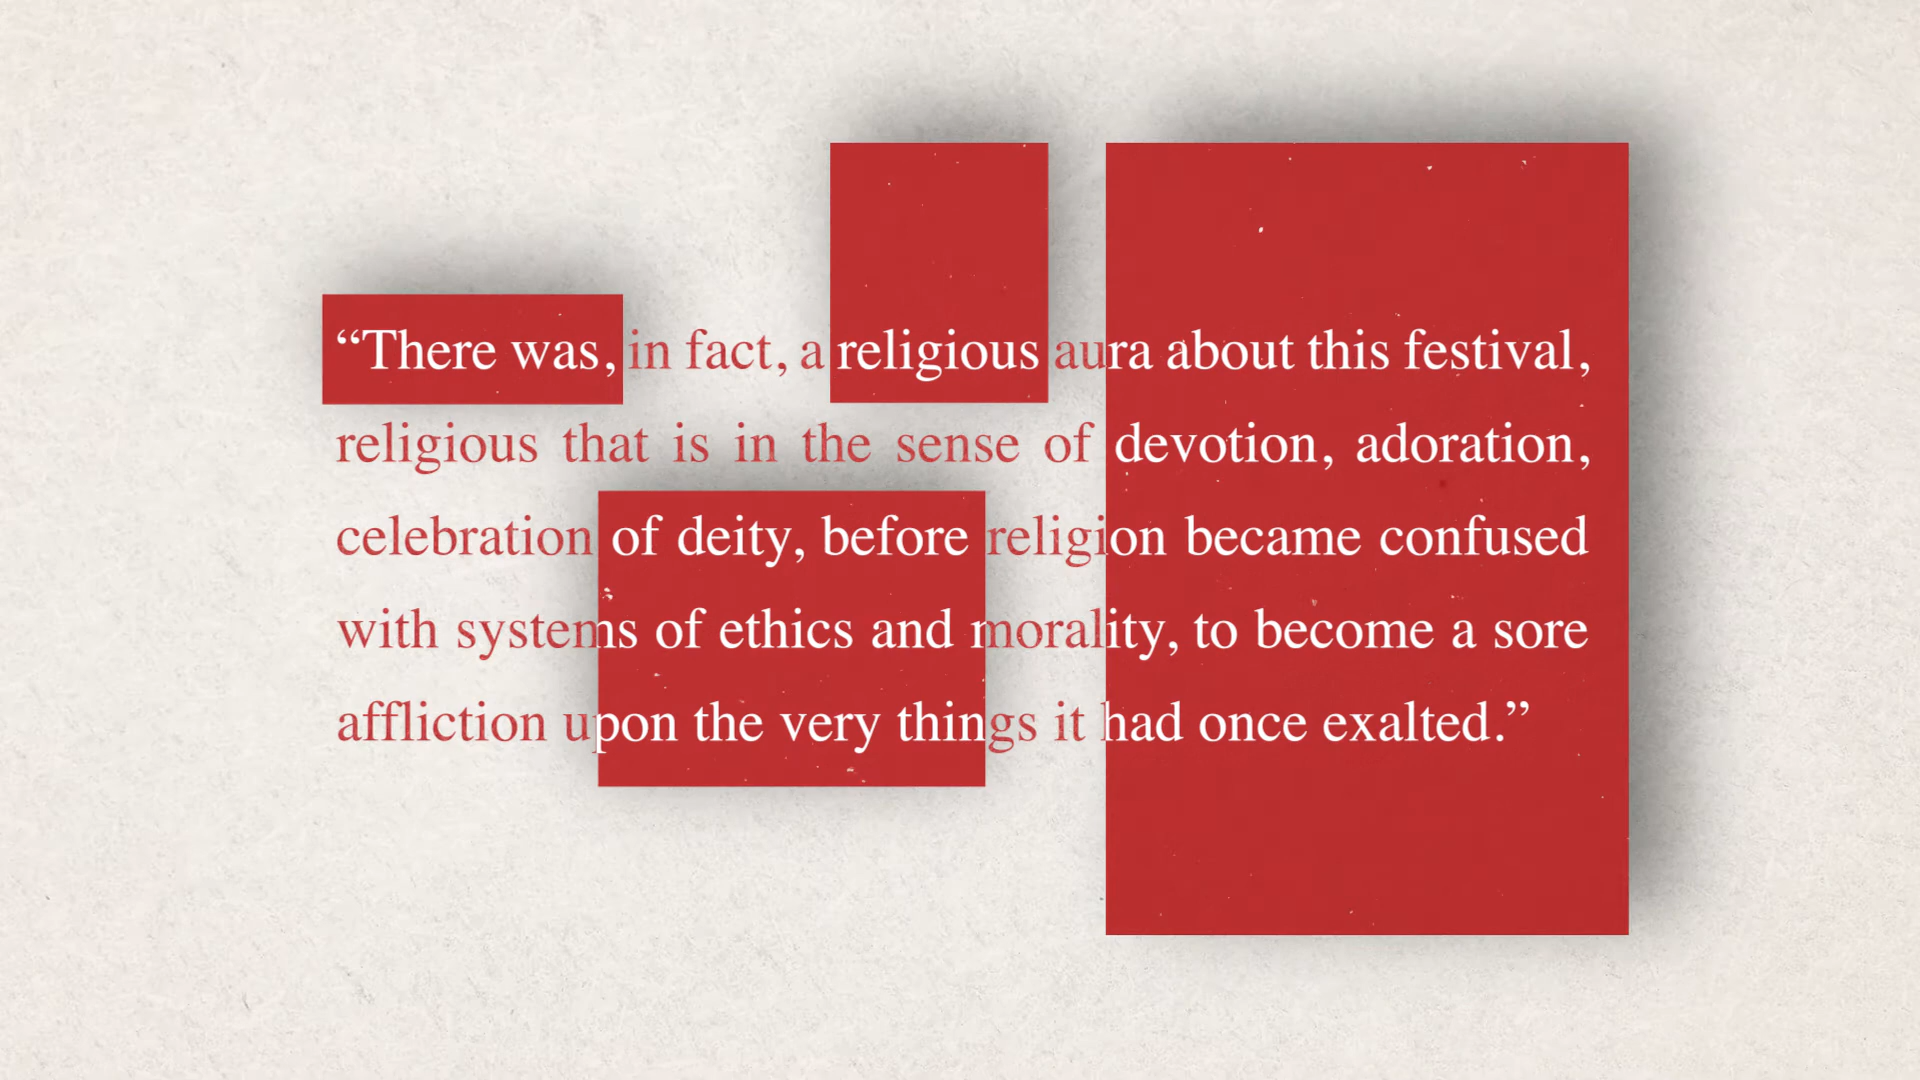 “There was, in fact, a religious aura about this festival,
religious that is in the sense of devotion, adoration,
celebration of deity, before religion became confused
with systems of ethics and morality, to become a sore
affliction upon the very things it had once exalted.”